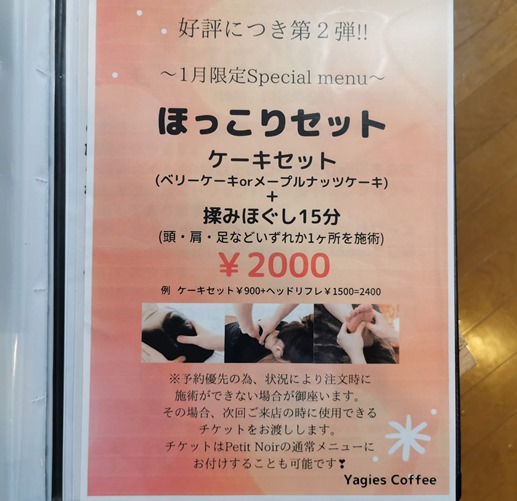 好評につき第２弾!!
～1月限定Special menu～
ほっこりセット
ケーキセット
(ベリーケーキorメープルナッツケーキ)
＋
揉みほぐし15分
(頭・肩・足などいずれか1ヶ所を施術)
￥2000
例 ケーキセット￥900+ヘッドリフレ￥1500=2400
※予約優先の為、状況により注文時に
施術ができない場合が御座います。
その場合、次回ご来店の時に使用できる
チケットをお渡しします。
チケットはPetit Noirの通常メニューに
お付けすることも可能です❣
Yagies Coffee